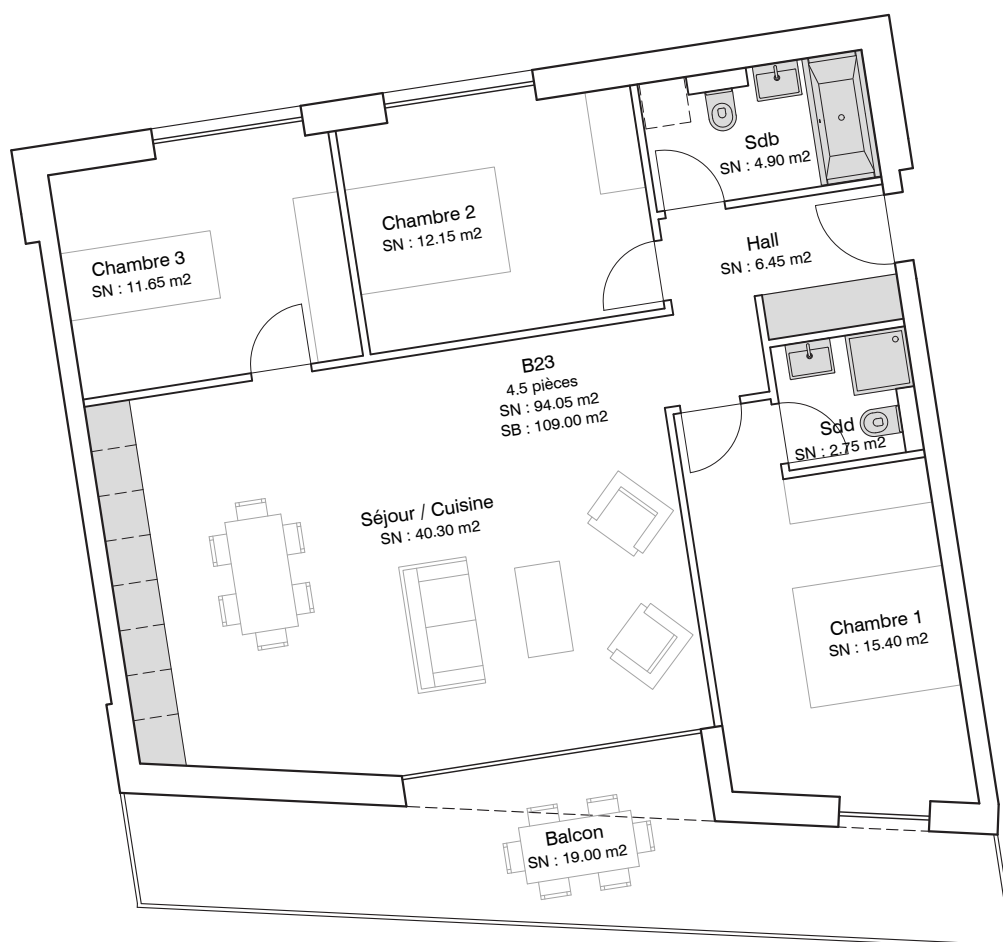 Sdb
SN : 4.90 m2
Chambre 2
SN : 12.15 m2
Hall
SN : 6.45 m2
Chambre 3
SN : 11.65 m2
B23
4.5 pièces
SN : 94.05 m2
SB : 109.00 m2
Sdd
SN : 2.75 m2
Séjour / Cuisine
SN : 40.30 m2
Chambre 1
SN : 15.40 m2
Balcon
SN : 19.00 m2